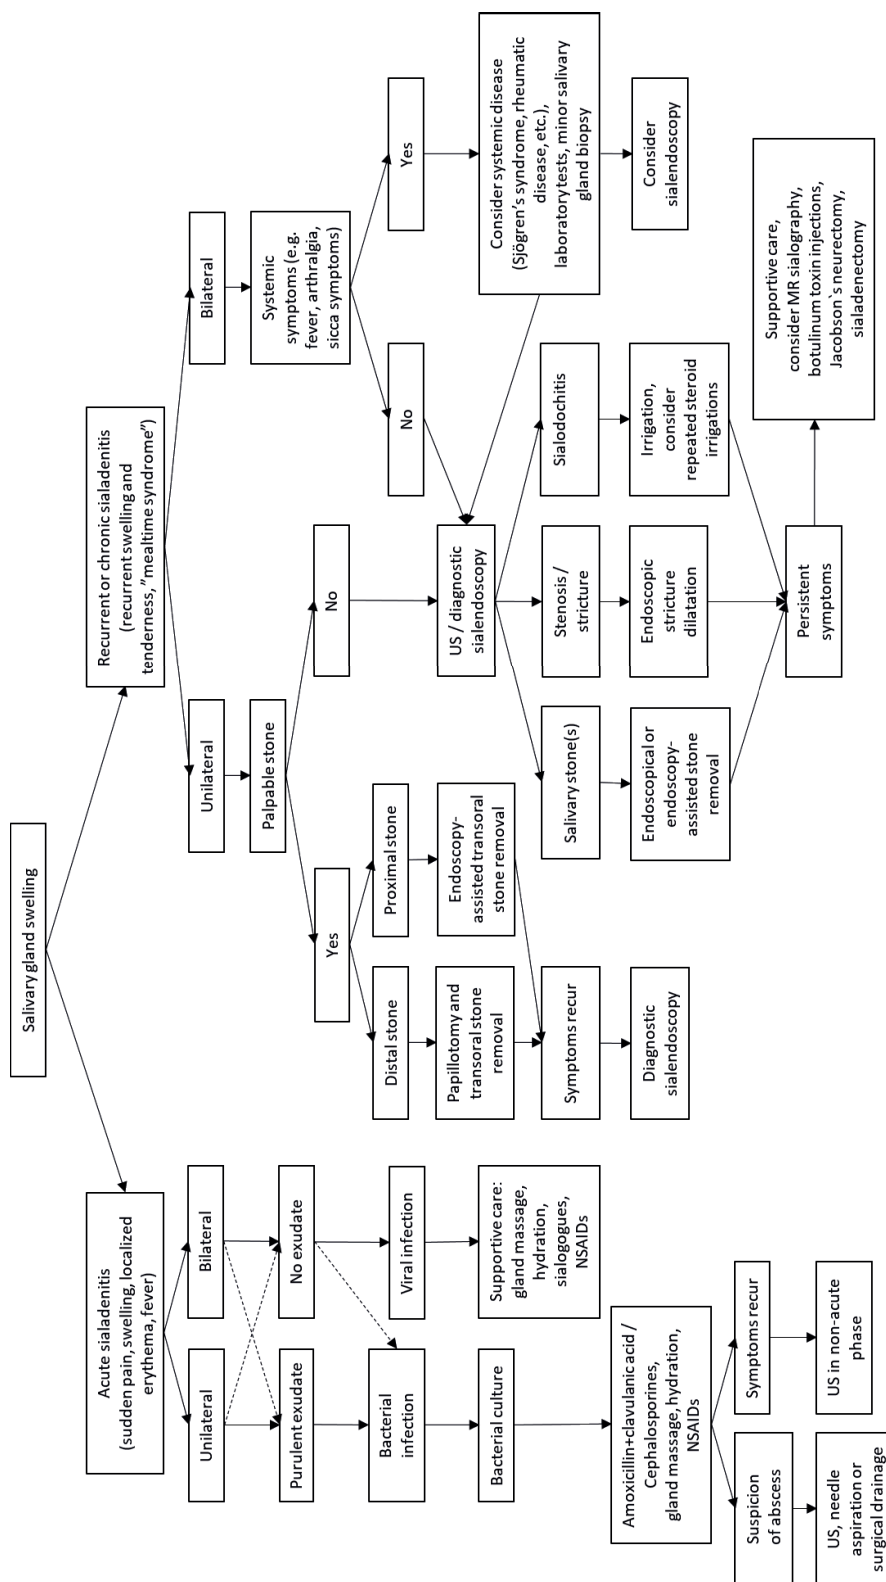 Salivary gland swelling
Acute sialadenitis
(sudden pain, swelling, localized
erythema, fever)
Unilateral
Bilateral
Purulent exudate
No exudate
Bacterial
infection
Viral infection
Bacterial culture
Supportive care:
gland massage,
hydration,
sialogogues,
NSAIDs
Amoxicillin+clavulanic acid /
Cephalosporines,
gland massage, hydration,
NSAIDs
Suspicion
of abscess
Symptoms recur
US, needle
aspiration or
surgical drainage
US in non-acute
phase
Recurrent or chronic sialadenitis
(recurrent swelling and
tenderness, "mealtime syndrome")
Unilateral
Bilateral
Palpable stone
Systemic
symptoms (e.g.
fever, arthralgia,
sicca symptoms)
Yes
No
No
Yes
Distal stone
Proximal stone
Papillotomy and
transoral stone
removal
Endoscopy-
assisted transoral
stone removal
US / diagnostic
sialendoscopy
Consider systemic disease
(Sjögren's syndrome, rheumatic
disease, etc.),
laboratory tests, minor salivary
gland biopsy
Symptoms recur
Salivary stone(s)
Stenosis /
stricture
Sialodochitis
Diagnostic
sialendoscopy
Endoscopical or
endoscopy-
assisted stone
removal
Endoscopic
stricture
dilatation
Irrigation,
consider
repeated steroid
irrigations
Consider
sialendoscopy
Persistent
symptoms
Supportive care,
consider MR sialography,
botulinum toxin injections,
Jacobson`s neurectomy,
sialadenectomy